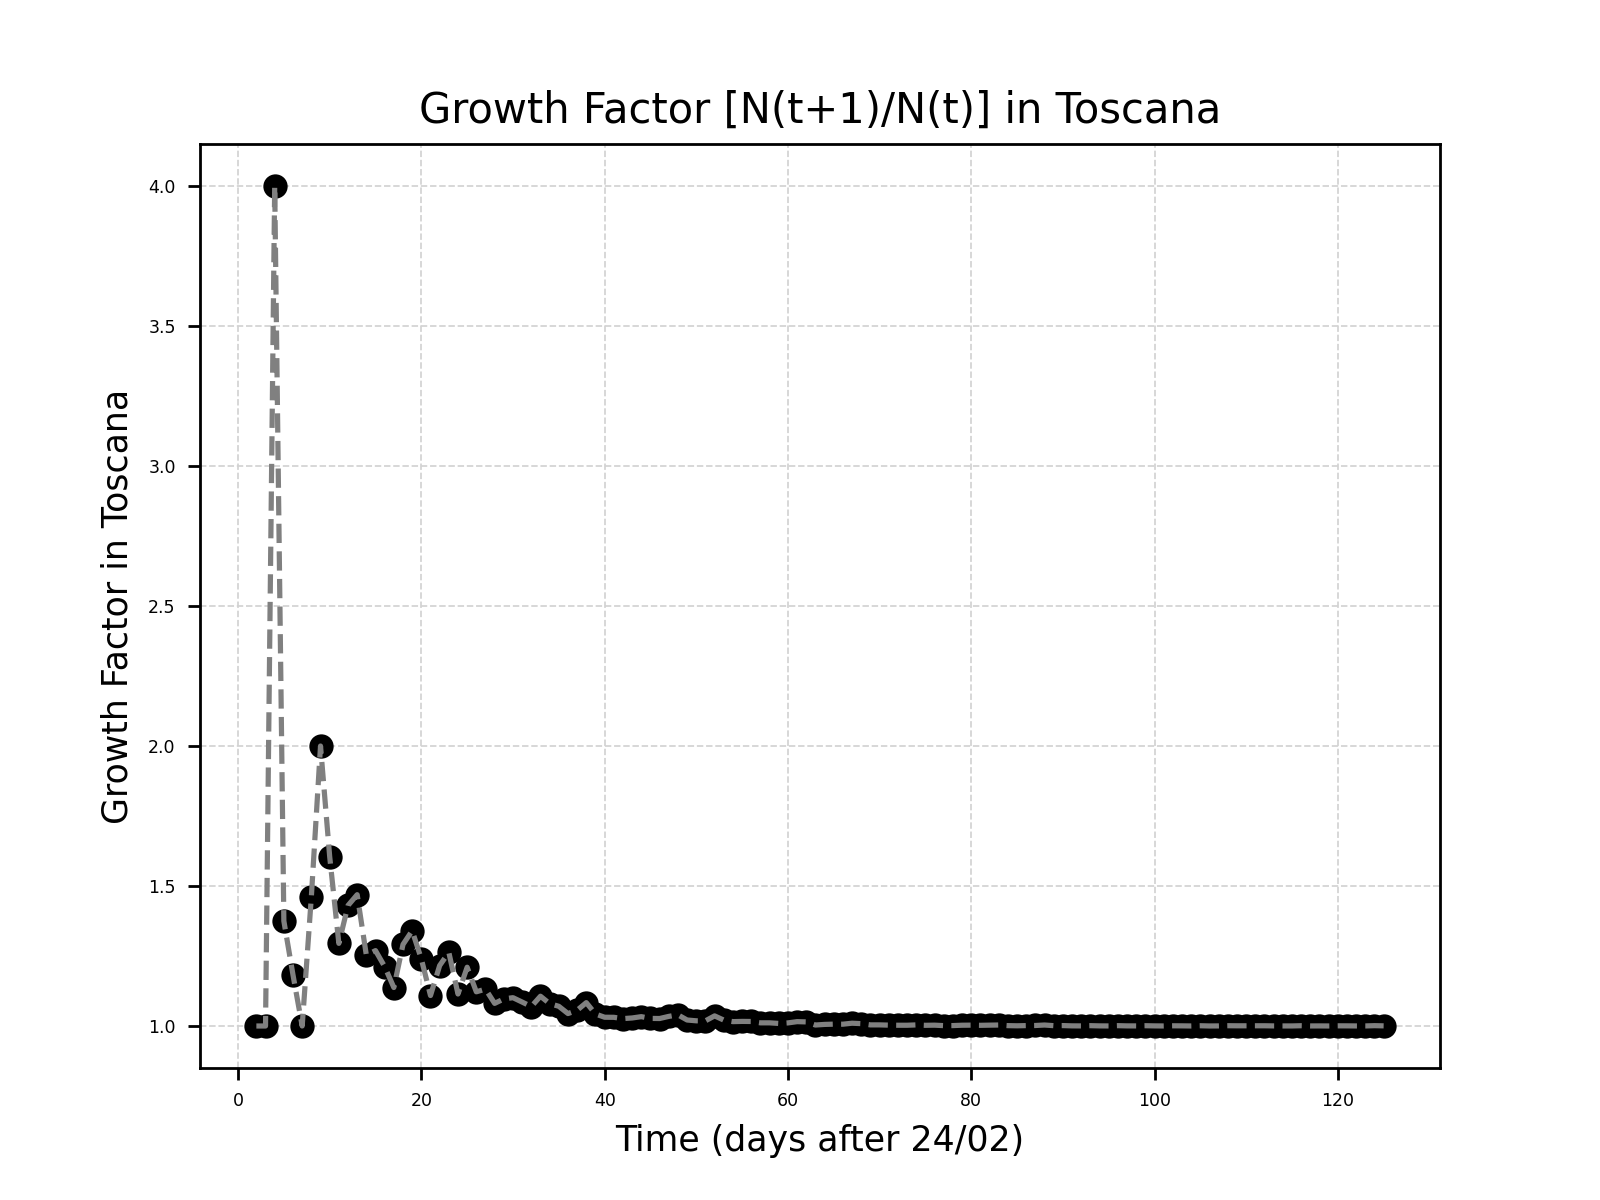 Growth Factor [N(t+1)/N(t)] in Toscana
Growth Factor in Toscana
4.0
3.5
3.0
2.5
2.0
1.5
1.0
0 20 40 60 80 100 120
Time (days after 24/02)